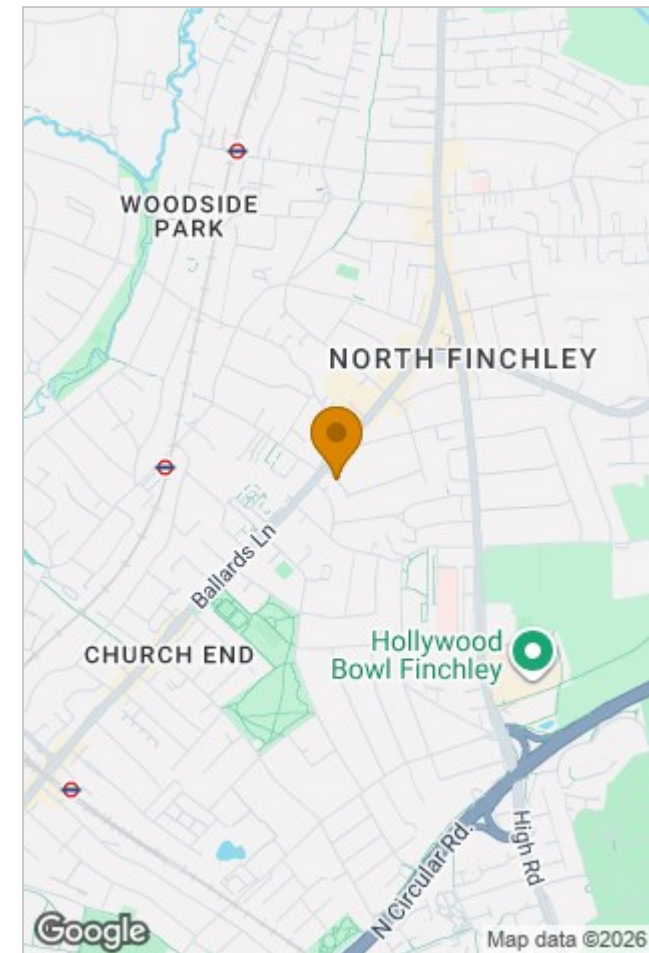 WOODSIDE
PARK
NORTH FINCHLEY
Ballards Ln
CHURCH END
Hollywood
Bowl Finchley
N Circular Rd.
High Rd
Google
Map data ©2026